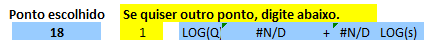 Ponto escolhido Se quiser outro ponto, digite abaixo.
18 1 LOG(Q #N/D + #N/D LOG(s)